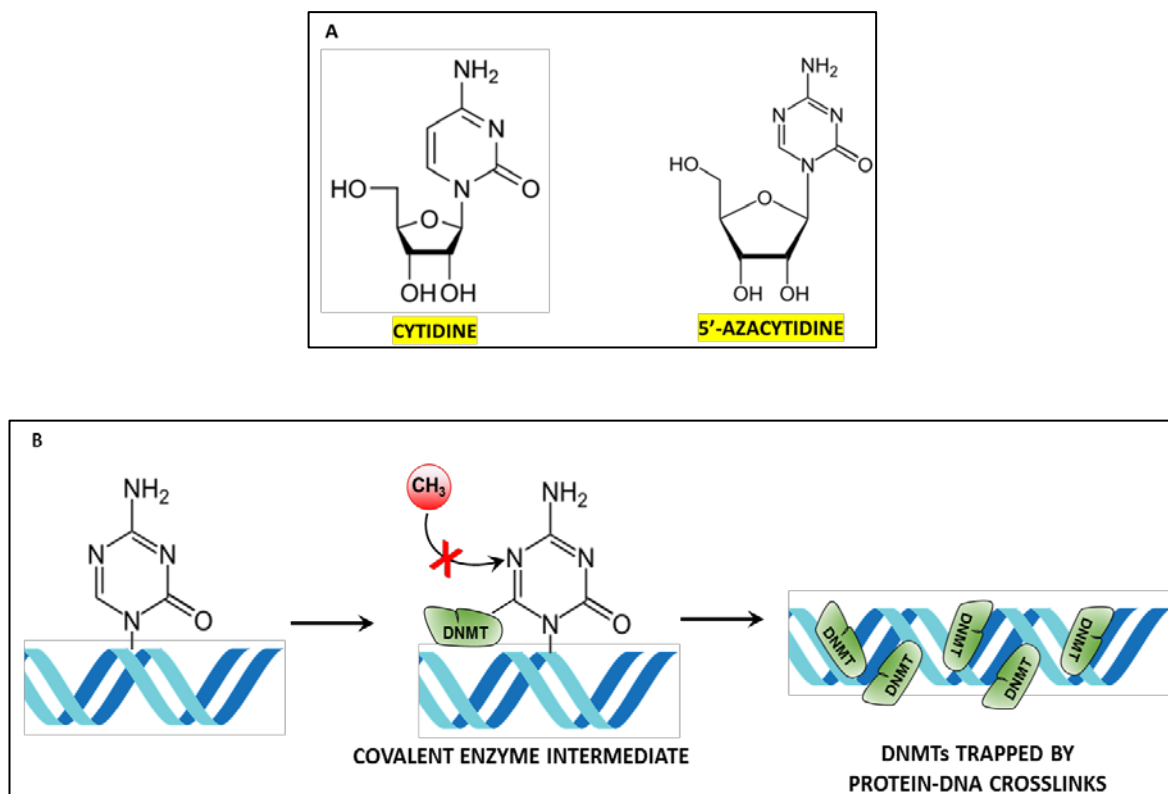 A
NH₂
N
N
O
HO
O
OH OH
CYTIDINE
NH₂
N
N
N
O
HO
O
OH OH
5′-AZACYTIDINE
B
NH₂
N
N
N
O
CH₃
NH₂
N
N
N
O
DNMT
COVALENT ENZYME INTERMEDIATE
DNMT
DNMT
DNMT
DNMT
DNMT
DNMTs TRAPPED BY
PROTEIN-DNA CROSSLINKS